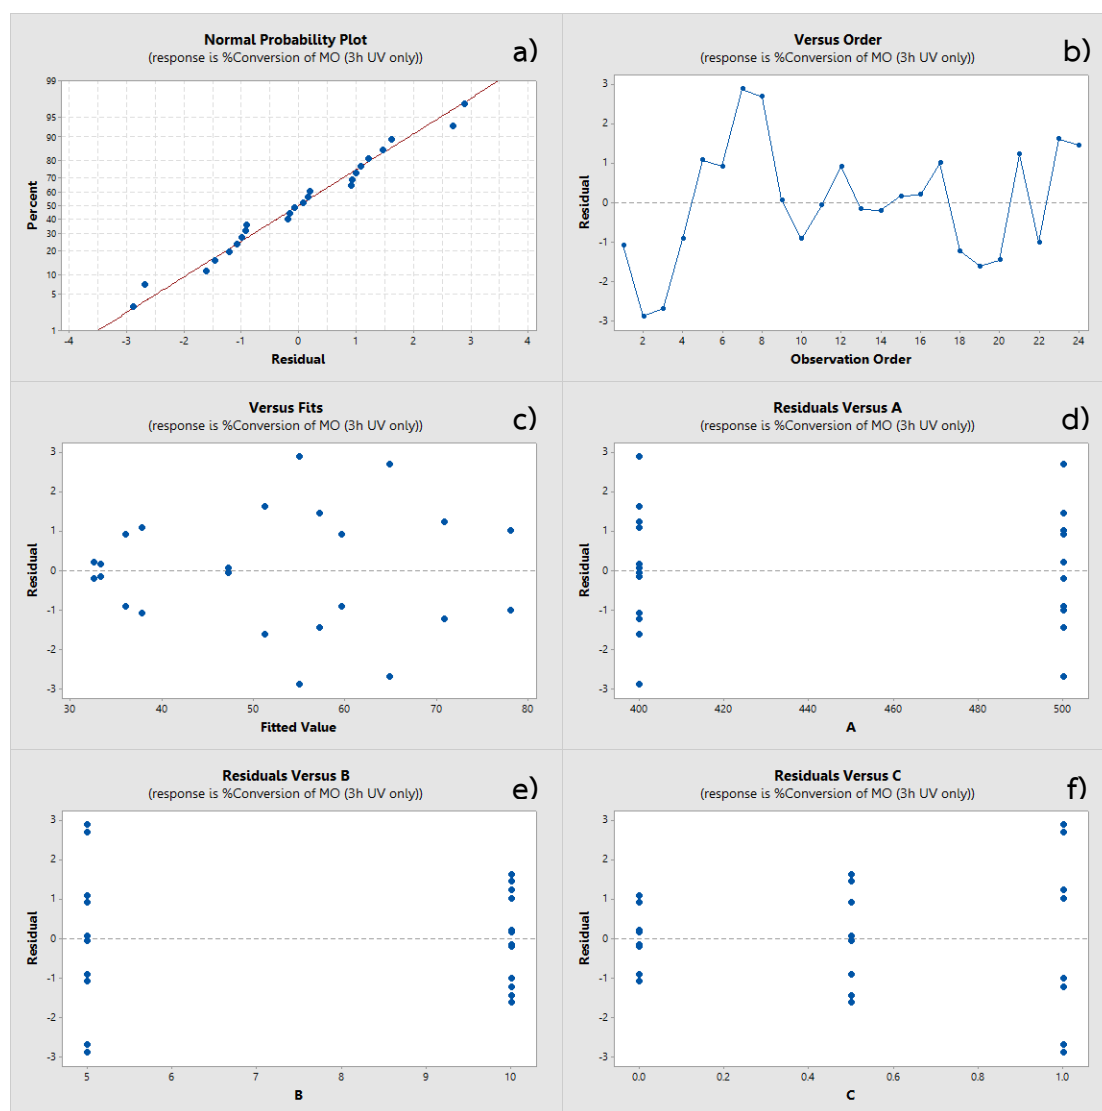 Normal Probability Plot
(response is %Conversion of MO (3h UV only))
a)
99
95
90
80
70
60
50
40
30
20
10
5
1
Percent
-4 -3 -2 -1 0 1 2 3 4
Residual
Versus Order
(response is %Conversion of MO (3h UV only))
b)
3
2
1
0
-1
-2
-3
Residual
2 4 6 8 10 12 14 16 18 20 22 24
Observation Order
Versus Fits
(response is %Conversion of MO (3h UV only))
c)
3
2
1
0
-1
-2
-3
Residual
30 40 50 60 70 80
Fitted Value
Residuals Versus A
(response is %Conversion of MO (3h UV only))
d)
3
2
1
0
-1
-2
-3
Residual
400 420 440 460 480 500
A
Residuals Versus B
(response is %Conversion of MO (3h UV only))
e)
3
2
1
0
-1
-2
-3
Residual
5 6 7 8 9 10
B
Residuals Versus C
(response is %Conversion of MO (3h UV only))
f)
3
2
1
0
-1
-2
-3
Residual
0.0 0.2 0.4 0.6 0.8 1.0
C